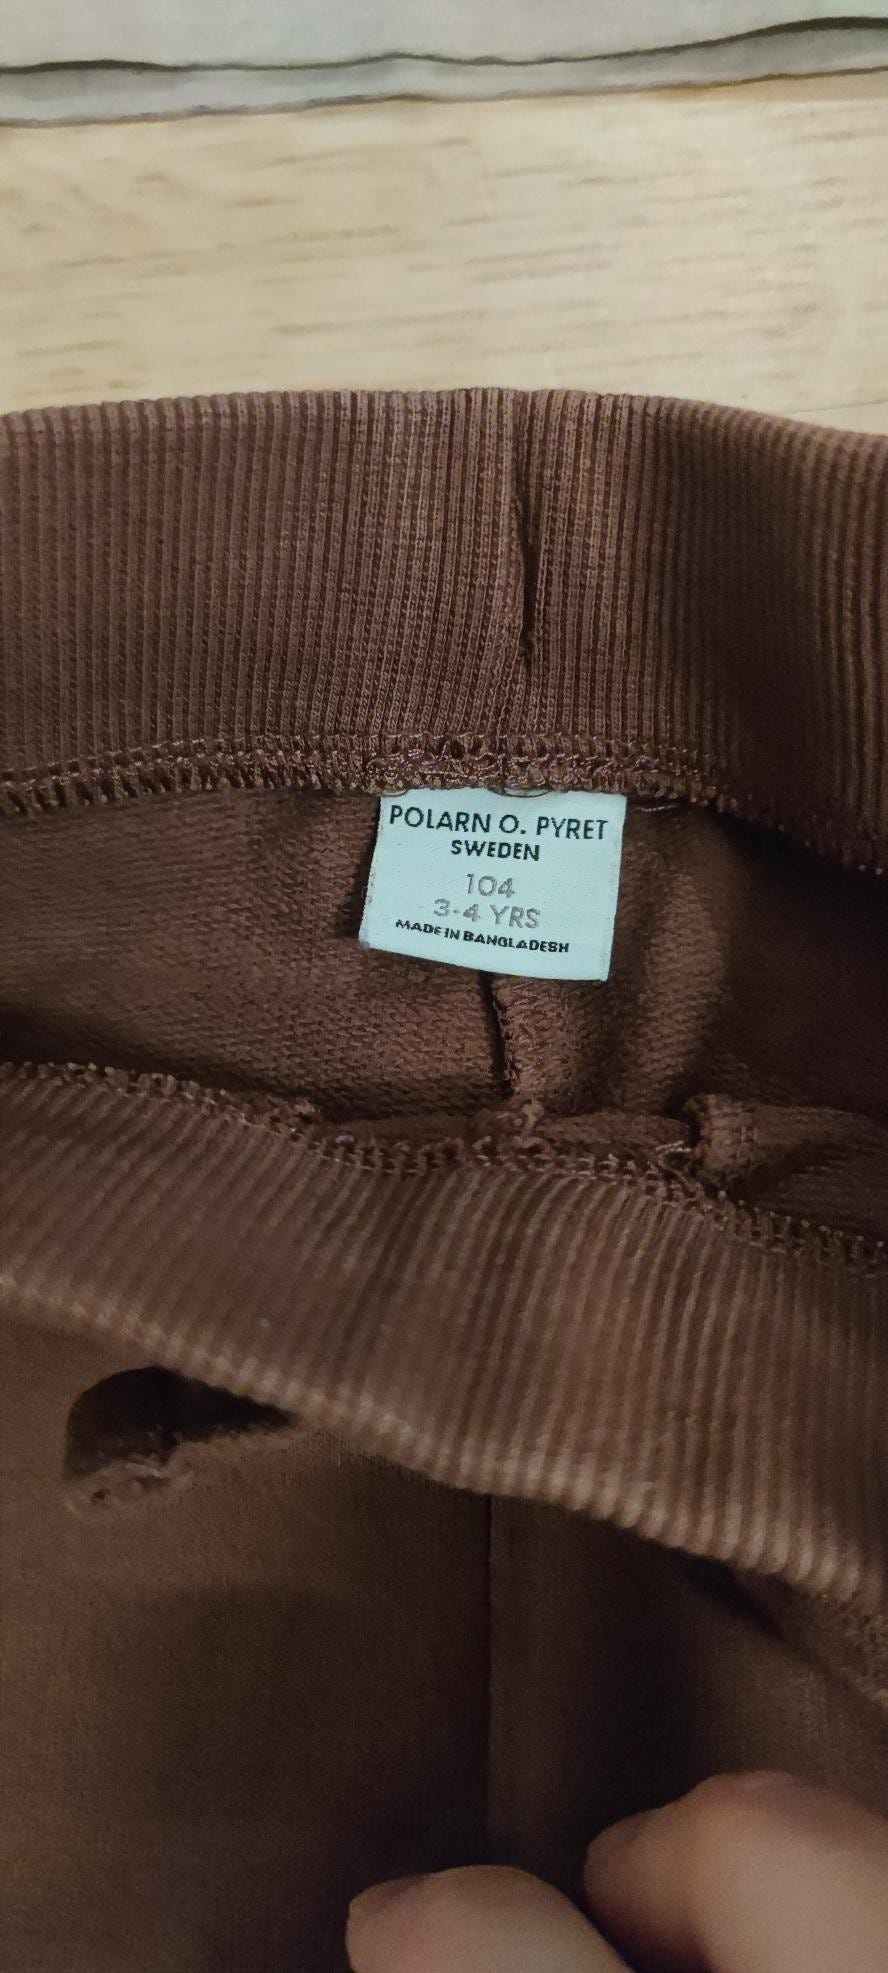 POLARN O. PYRET
SWEDEN
104
3-4 YRS
MADE IN BANGLADESH